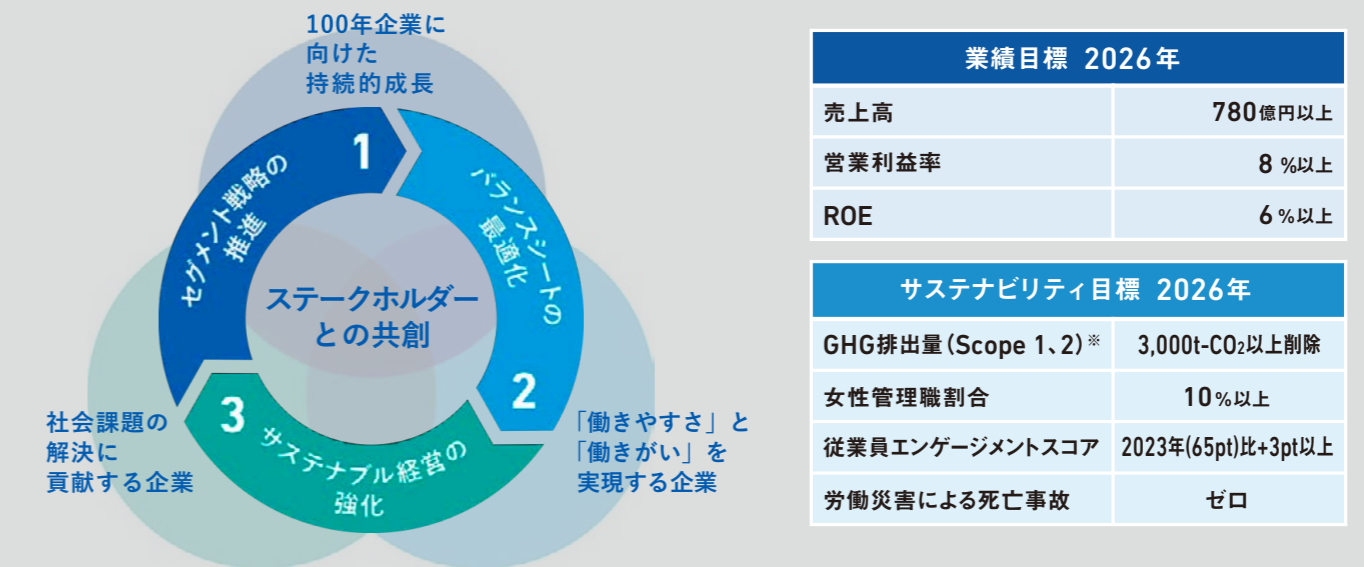 100年企業に
向けた
持続的成長
1
セグメント戦略の
推進
バランスシートの
最適化
2
ステークホルダー
との共創
3
サステナブル経営の
強化
社会課題の
解決に
貢献する企業
「働きやすさ」と
「働きがい」を
実現する企業
業績目標 2026年
売上高 780億円以上
営業利益率 8%以上
ROE 6%以上
サステナビリティ目標 2026年
GHG排出量(Scope 1、2)※ 3,000t-CO2以上削除
女性管理職割合 10%以上
従業員エンゲージメントスコア 2023年(65pt)比+3pt以上
労働災害による死亡事故 ゼロ